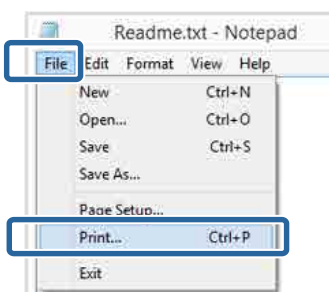 Readme.txt - Notepad
File Edit Format View Help
New Ctrl+N
Open... Ctrl+O
Save Ctrl+S
Save As...
Page Setup...
Print... Ctrl+P
Exit